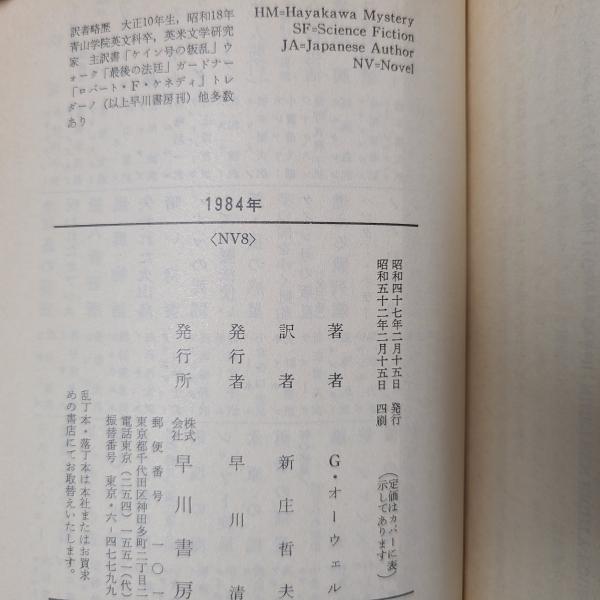 訳者略歴 大正10年生,昭和18年
青山学院英文科卒,英米文学研究
家 主訳書「ケイン号の叛乱」ウ
ォーク「最後の法廷」ガードナー
「ロバート・F・ケネディ」トレ
ダーノ(以上早川書房刊)他多数
あり
HM=Hayakawa Mystery
SF=Science Fiction
JA=Japanese Author
NV=Novel
1984年
〈NV8〉
昭和四十七年二月十五日 発行
昭和五十二年二月十五日 四刷
(定価はカバーに表
示してあります)
著者 G・オーウェル
訳者 新庄哲夫
発行者 早川清
発行所 株式会社 早川書房
郵便番号 一〇一
東京都千代田区神田多町二丁目二
電話東京(二五四)一五五一(代)
振替番号 東京・六-四七七九九
乱丁本・落丁本は本社またはお買求
めの書店にてお取替えいたします。